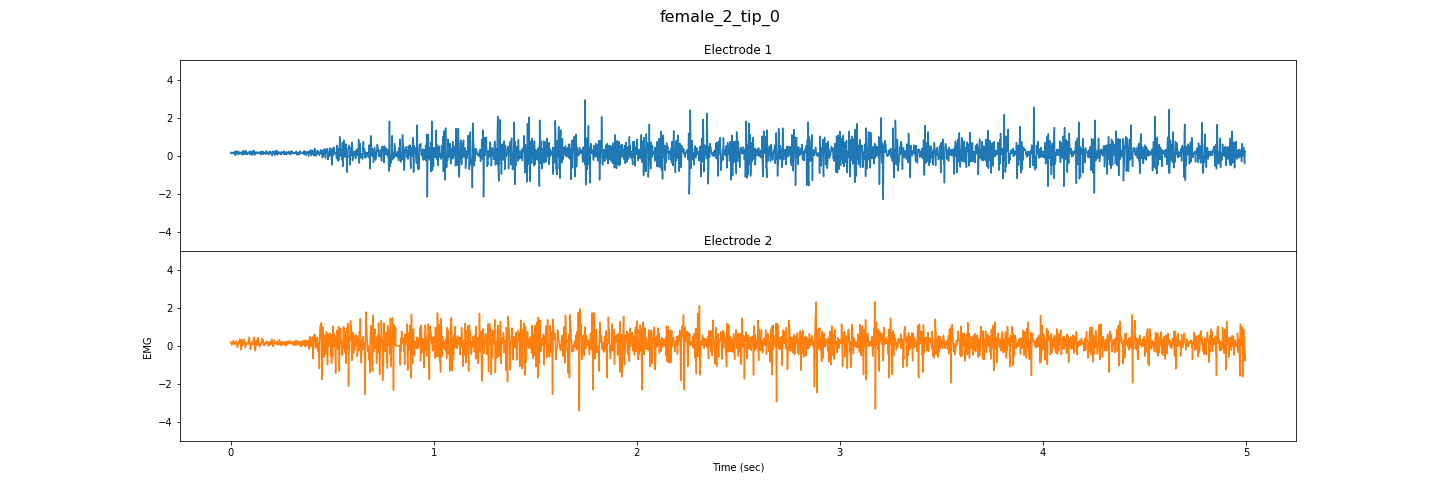 female_2_tip_0
Electrode 1
4
2
0
−2
−4
Electrode 2
4
2
0
−2
−4
EMG
0 1 2 3 4 5
Time (sec)